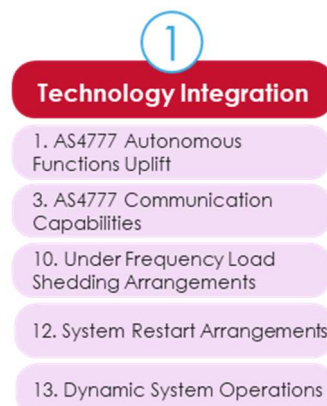 1
Technology Integration
1. AS4777 Autonomous
Functions Uplift
3. AS4777 Communication
Capabilities
10. Under Frequency Load
Shedding Arrangements
12. System Restart Arrangements
13. Dynamic System Operations